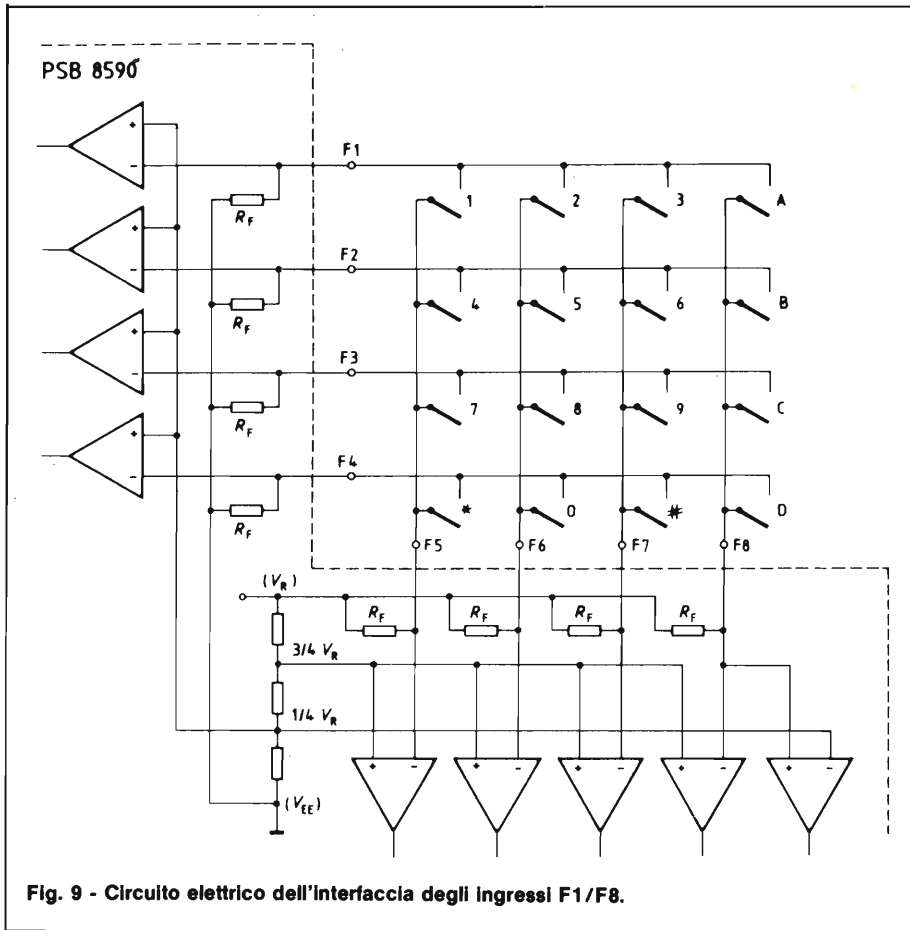 PSB 8590
+
-
F1
R_F
1 2 3 A
+
-
F2
R_F
4 5 6 B
+
-
F3
R_F
7 8 9 C
+
-
F4
R_F
* 0 # D
F5 F6 F7 F8
(V_R)
R_F R_F R_F R_F
3/4 V_R
1/4 V_R
+ - + - + - + - + -
(V_EE)
Fig. 9 - Circuito elettrico dell'interfaccia degli ingressi F1/F8.